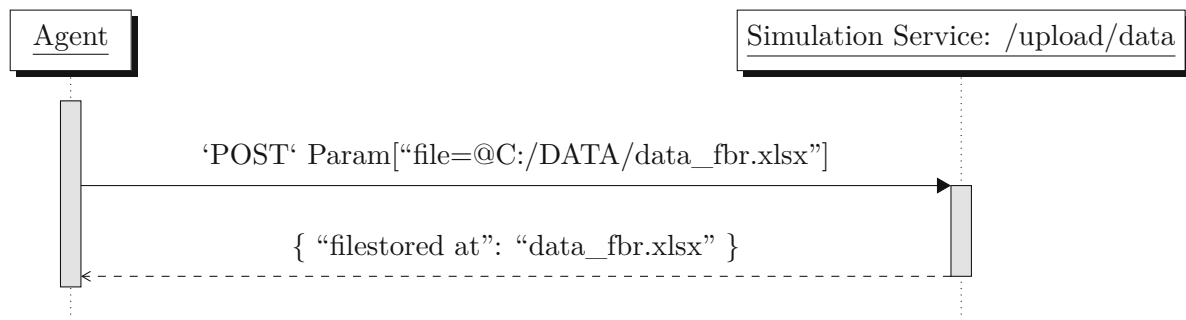 Agent
Simulation Service: /upload/data
‘POST‘ Param[“file=@C:/DATA/data_fbr.xlsx”]
{ “filestored at”: “data_fbr.xlsx” }